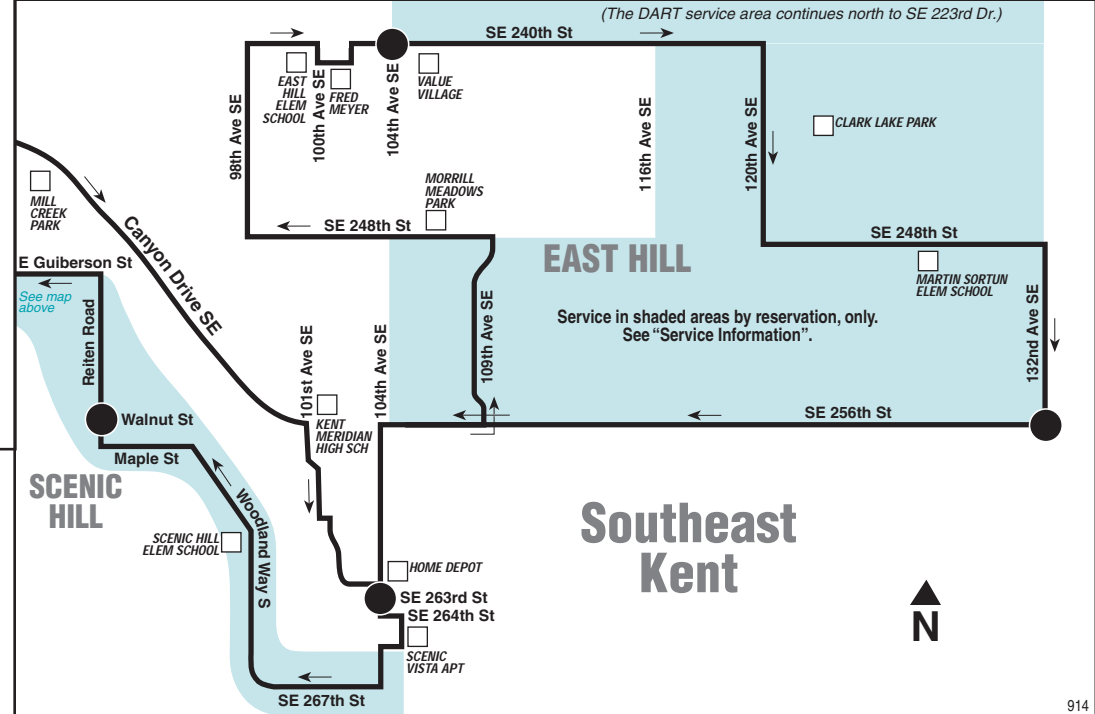 (The DART service area continues north to SE 223rd Dr.)
SE 240th St
EAST
HILL
ELEM
SCHOOL
100th Ave SE
FRED
MEYER
104th Ave SE
VALUE
VILLAGE
98th Ave SE
116th Ave SE
120th Ave SE
CLARK LAKE PARK
MILL
CREEK
PARK
MORRILL
MEADOWS
PARK
SE 248th St
SE 248th St
Canyon Drive SE
EAST HILL
MARTIN SORTUN
ELEM SCHOOL
E Guiberson St
See map
above
Reiten Road
Service in shaded areas by reservation, only.
See “Service Information”.
101st Ave SE
104th Ave SE
109th Ave SE
132nd Ave SE
KENT
MERIDIAN
HIGH SCH
SE 256th St
Walnut St
Maple St
SCENIC
HILL
Woodland Way S
SCENIC HILL
ELEM SCHOOL
Southeast
Kent
HOME DEPOT
SE 263rd St
SE 264th St
SCENIC
VISTA APT
N
SE 267th St
914